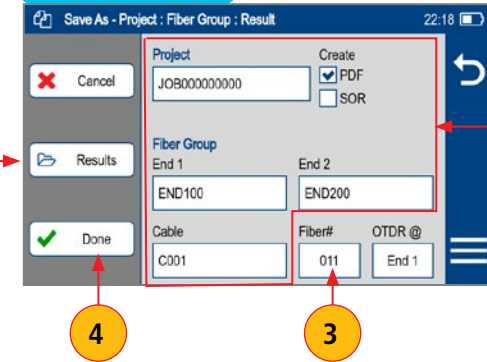 Save As - Project : Fiber Group : Result 22:18
Project Create
Cancel JOB000000000 PDF
SOR
Fiber Group
Results End 1 End 2
END100 END200
Done Cable Fiber# OTDR @
C001 011 End 1
4 3